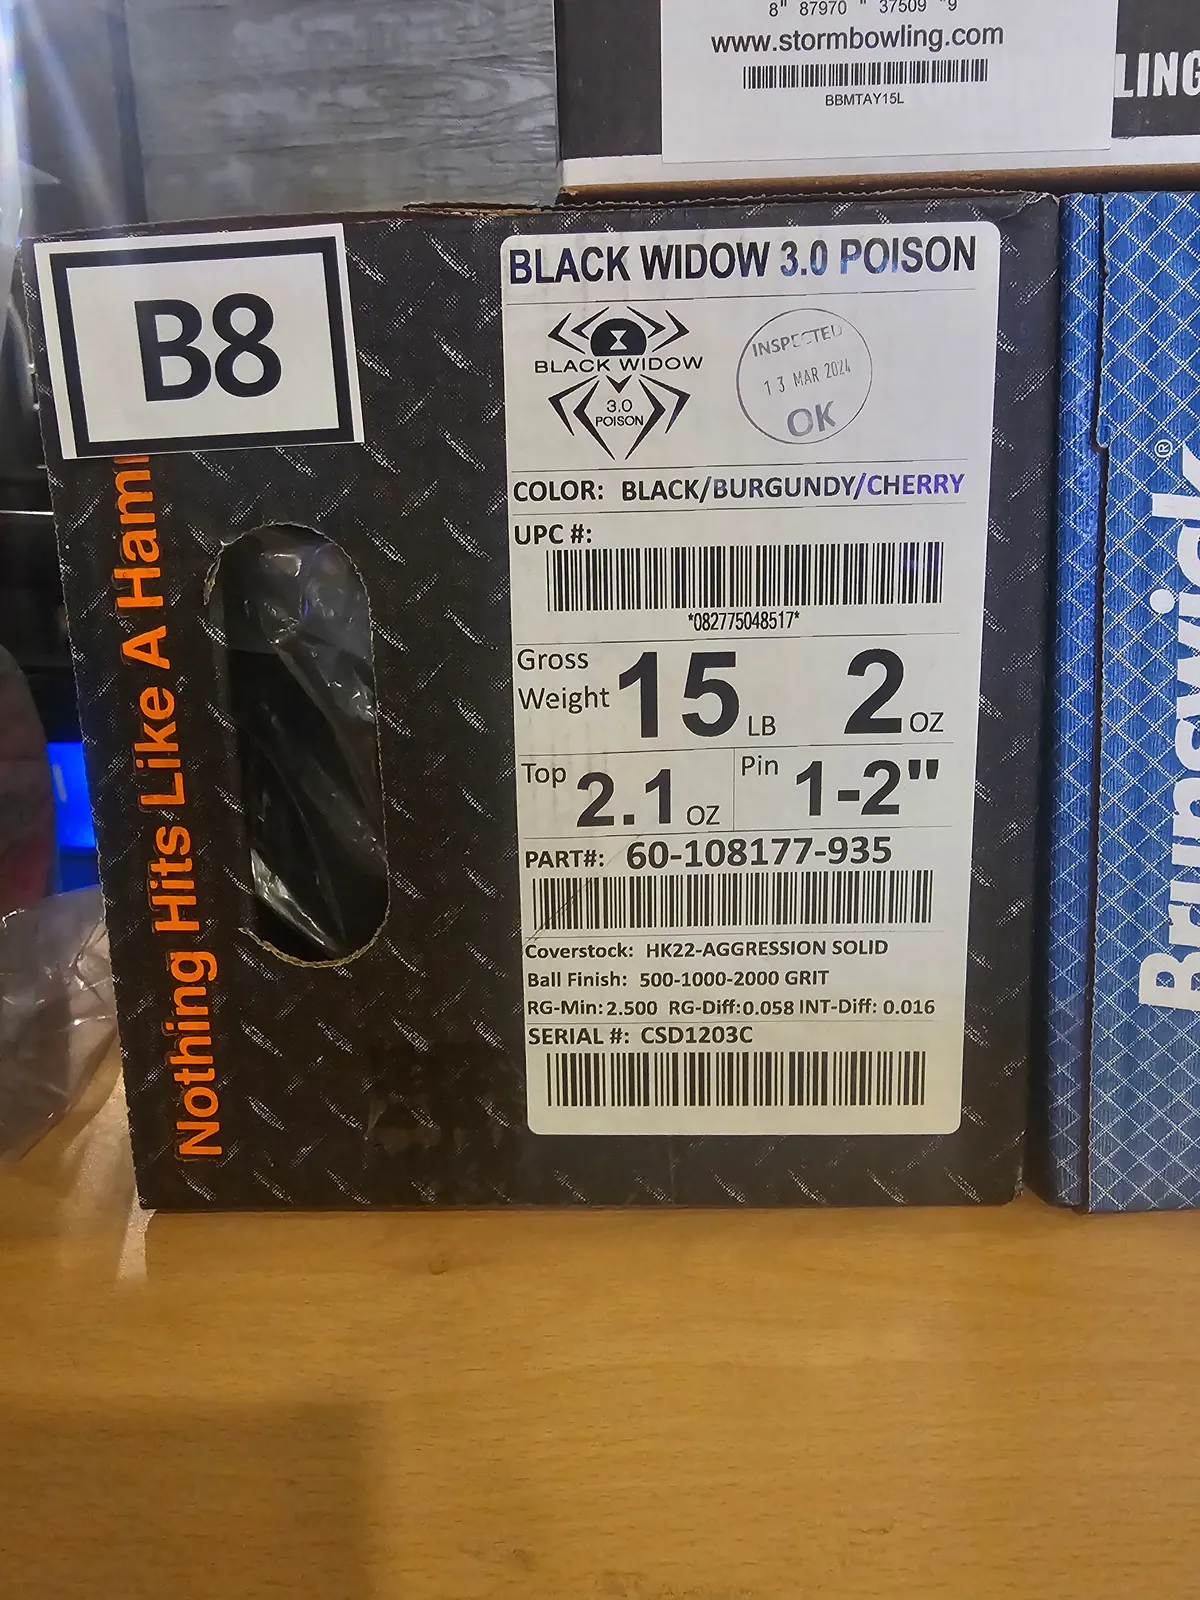 8" 87970 " 37509 "9
www.stormbowling.com
BBMTAY15L
LING
B8
Nothing Hits Like A Ham
BLACK WIDOW 3.0 POISON
BLACK WIDOW
3.0
POISON
INSPECTED
13 MAR 2024
OK
COLOR: BLACK/BURGUNDY/CHERRY
UPC #:
*082775048517*
Gross
Weight 15 LB 2 OZ
Top 2.1 OZ Pin 1-2"
PART#: 60-108177-935
Coverstock: HK22-AGGRESSION SOLID
Ball Finish: 500-1000-2000 GRIT
RG-Min: 2.500 RG-Diff: 0.058 INT-Diff: 0.016
SERIAL #: CSD1203C
Brunswick®